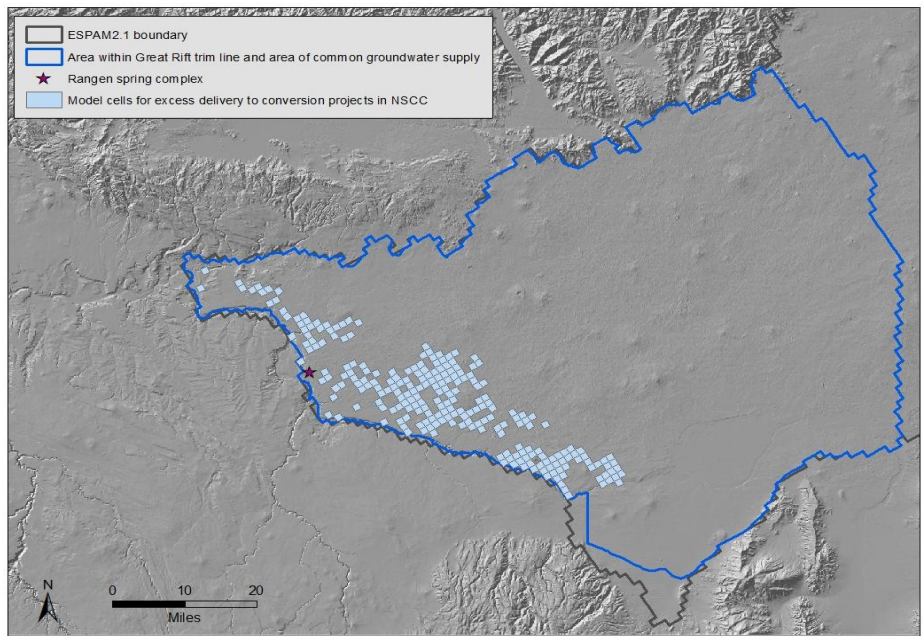 ESPAM2.1 boundary
Area within Great Rift trim line and area of common groundwater supply
Rangen spring complex
Model cells for excess delivery to conversion projects in NSCC
N
0 10 20
Miles